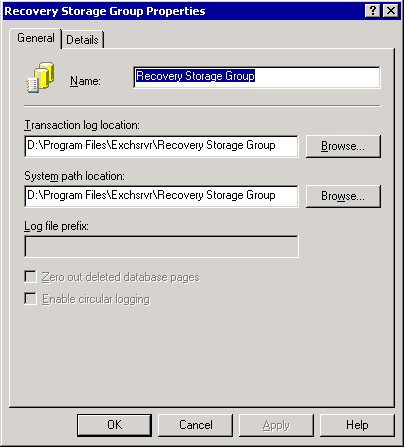 Recovery Storage Group Properties
General
Details
Name:
Recovery Storage Group
Transaction log location:
D:\Program Files\Exchsrvr\Recovery Storage Group
Browse...
System path location:
D:\Program Files\Exchsrvr\Recovery Storage Group
Browse...
Log file prefix:
Zero out deleted database pages
Enable circular logging
OK
Cancel
Apply
Help